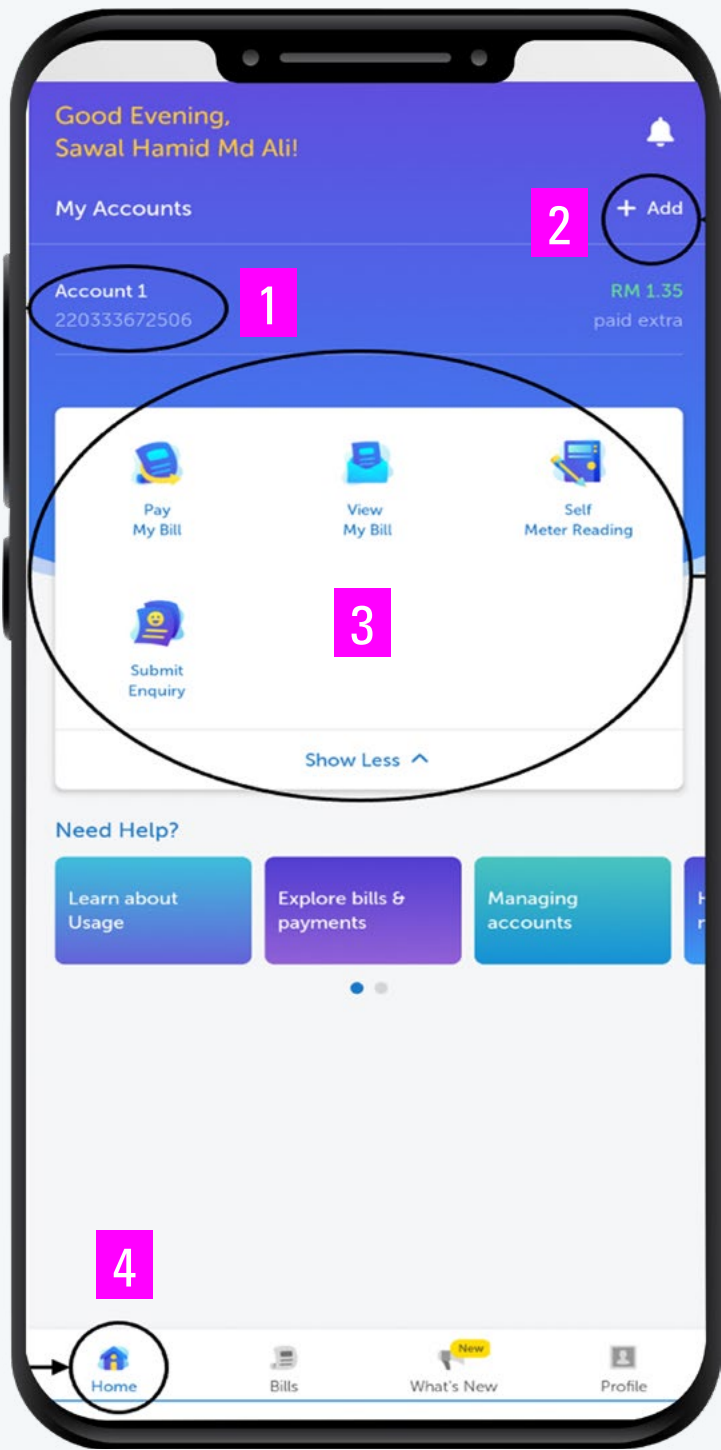 Good Evening,
Sawal Hamid Md Ali!
My Accounts
2
+ Add
Account 1
220333672506
1
RM 1.35
paid extra
Pay
My Bill
View
My Bill
Self
Meter Reading
3
Submit
Enquiry
Show Less
Need Help?
Learn about
Usage
Explore bills &
payments
Managing
accounts
4
Home
Bills
New
What's New
Profile